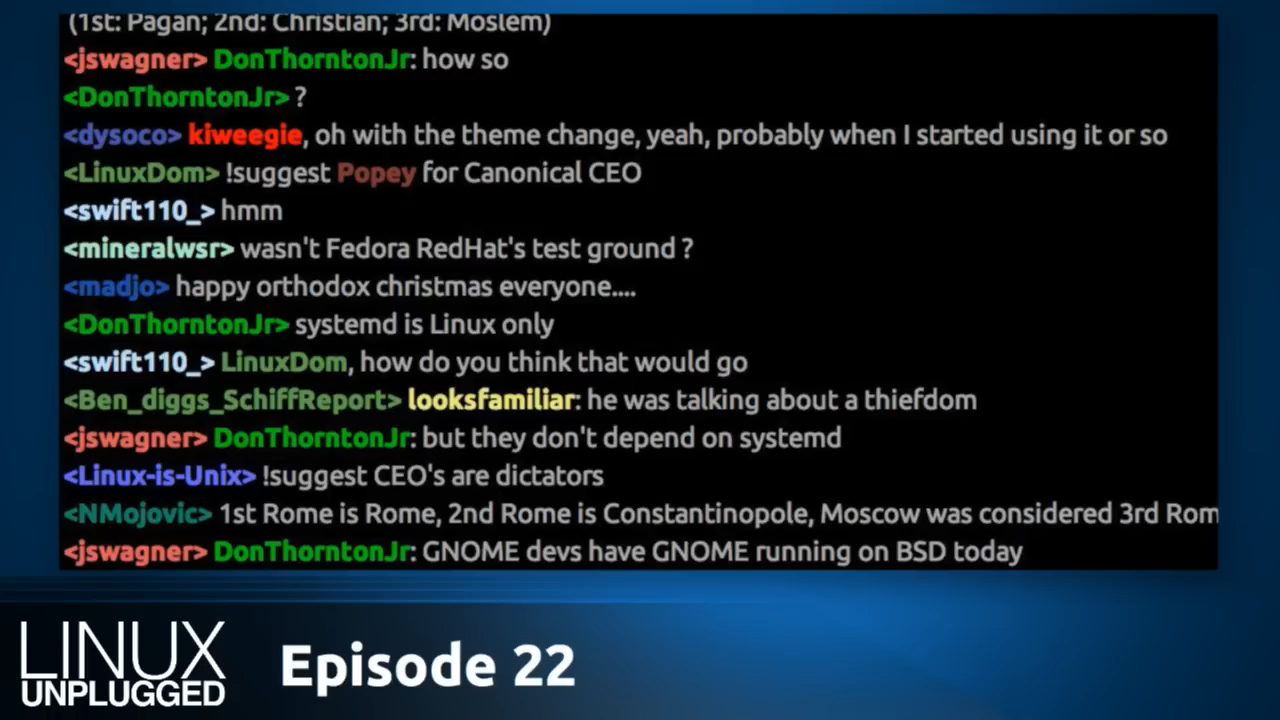 (1st: Pagan; 2nd: Christian; 3rd: Moslem)
<jswagner> DonThorntonJr: how so
<DonThorntonJr> ?
<dysoco> kiweegie, oh with the theme change, yeah, probably when I started using it or so
<LinuxDom> !suggest Popey for Canonical CEO
<swift110_> hmm
<mineralwsr> wasn't Fedora RedHat's test ground ?
<madjo> happy orthodox christmas everyone....
<DonThorntonJr> systemd is Linux only
<swift110_> LinuxDom, how do you think that would go
<Ben_diggs_SchiffReport> looksfamiliar: he was talking about a thiefdom
<jswagner> DonThorntonJr: but they don't depend on systemd
<Linux-is-Unix> !suggest CEO's are dictators
<NMojovic> 1st Rome is Rome, 2nd Rome is Constantinopole, Moscow was considered 3rd Rom
<jswagner> DonThorntonJr: GNOME devs have GNOME running on BSD today
LINUX
UNPLUGGED
Episode 22